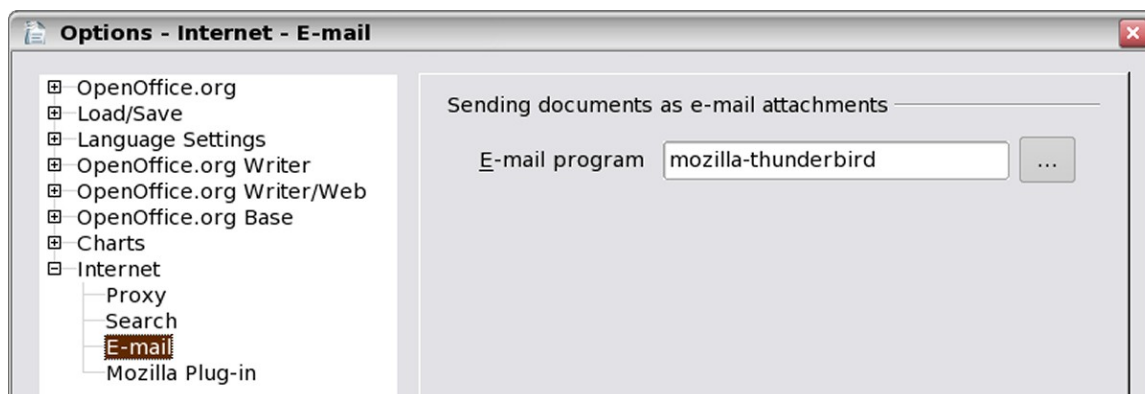 Options - Internet - E-mail
OpenOffice.org
Load/Save
Language Settings
OpenOffice.org Writer
OpenOffice.org Writer/Web
OpenOffice.org Base
Charts
Internet
Proxy
Search
E-mail
Mozilla Plug-in
Sending documents as e-mail attachments
E-mail program mozilla-thunderbird ...